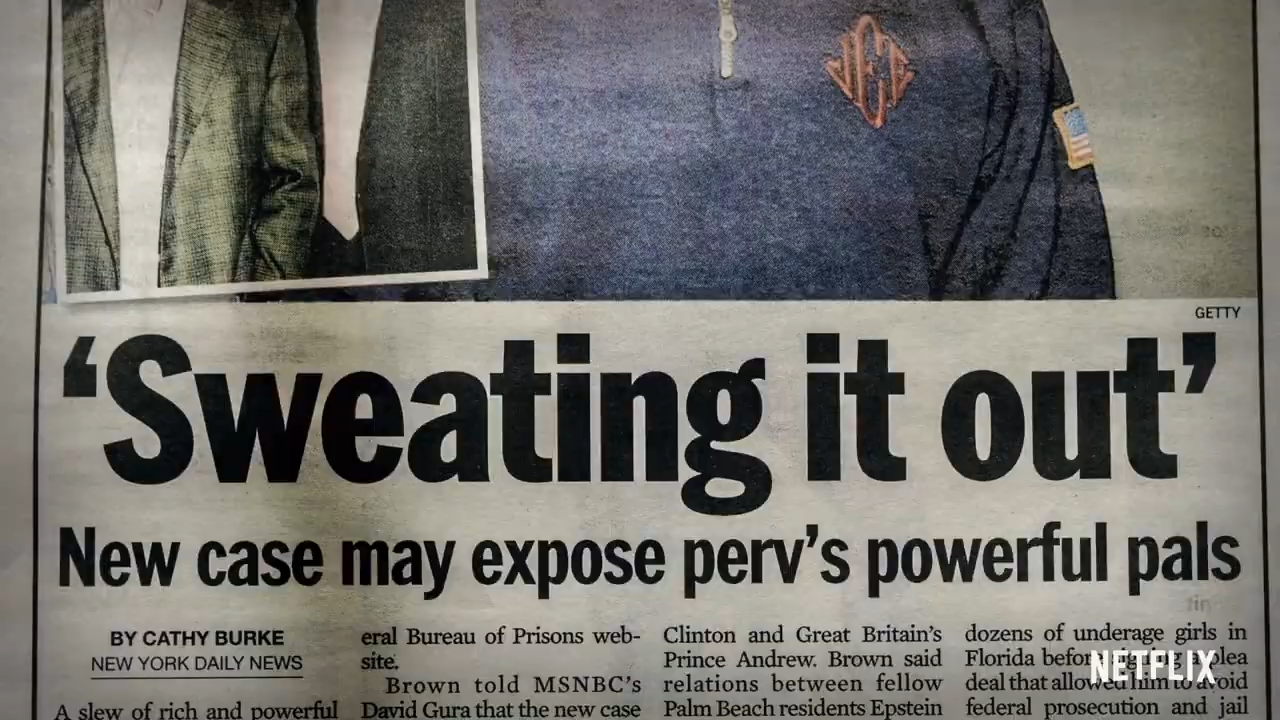 JEE
GETTY
‘Sweating it out’
New case may expose perv’s powerful pals
BY CATHY BURKE
NEW YORK DAILY NEWS
A slew of rich and powerful
eral Bureau of Prisons web-
site.
Brown told MSNBC’s
David Gura that the new case
Clinton and Great Britain’s
Prince Andrew. Brown said
relations between fellow
Palm Beach residents Epstein
dozens of underage girls in
Florida before signing a plea
deal that allowed him to avoid
federal prosecution and jail
NETFLIX